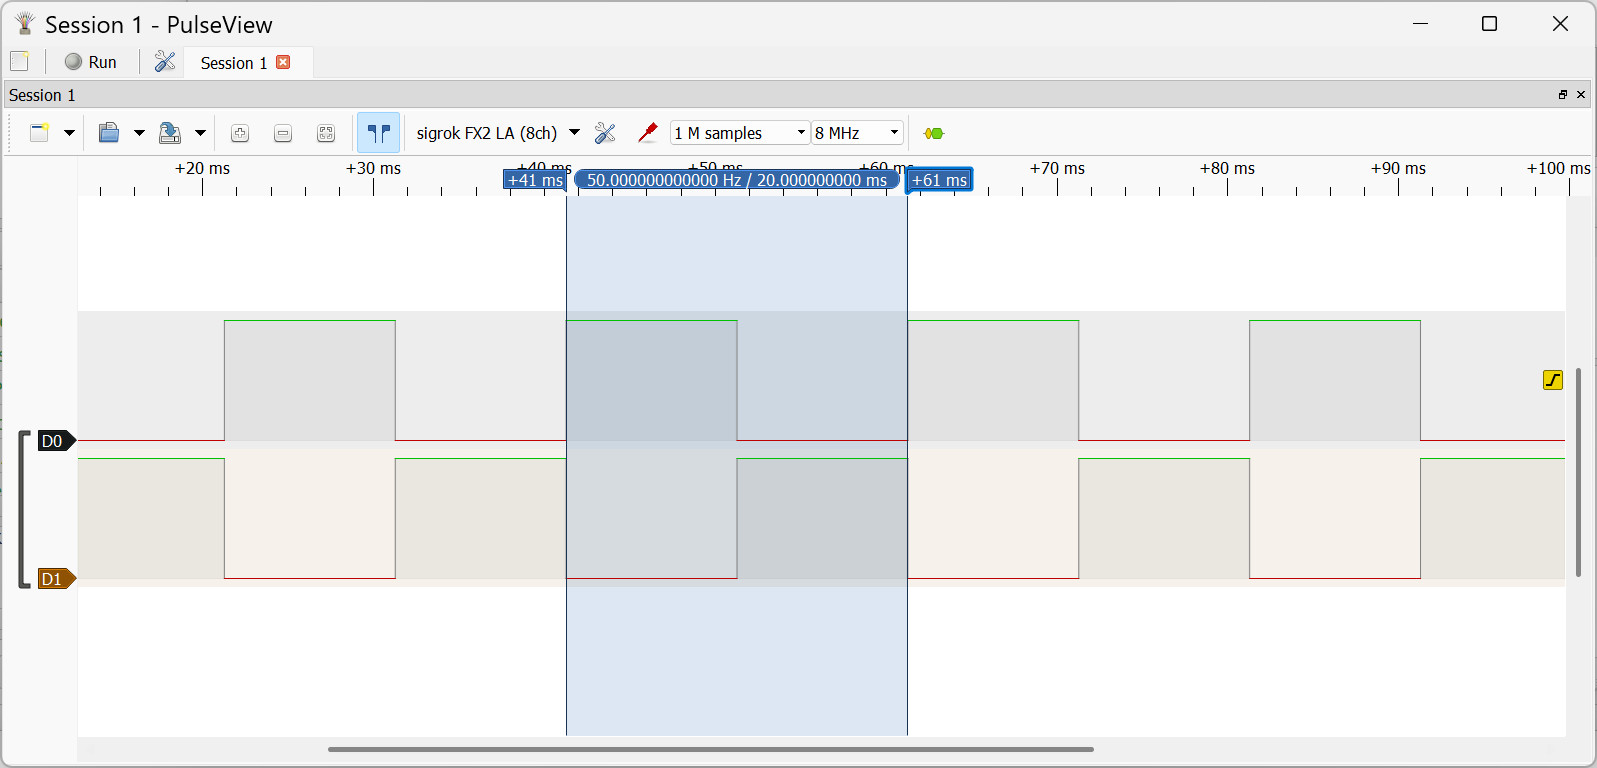 Session 1 - PulseView
Run
Session 1
Session 1
sigrok FX2 LA (8ch)
1 M samples
8 MHz
+20 ms +30 ms +40 ms +50 ms +60 ms +70 ms +80 ms +90 ms +100 ms
+41 ms 50.000000000000 Hz / 20.000000000 ms +61 ms
D0
D1